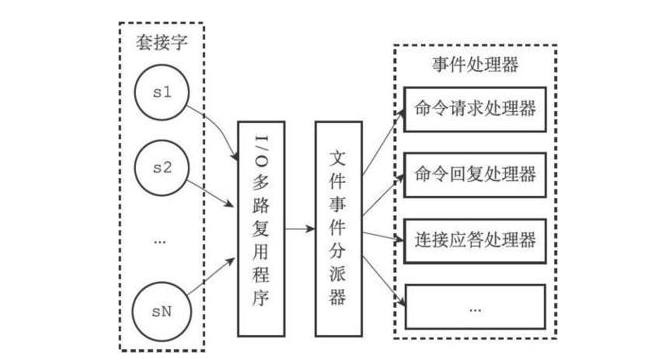 套接字
s1
s2
...
sN
I/O多路复用程序
文件事件分派器
事件处理器
命令请求处理器
命令回复处理器
连接应答处理器
...